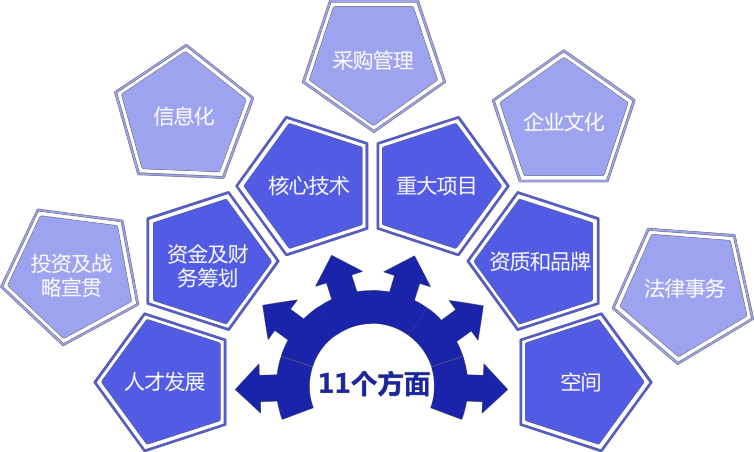 采购管理
信息化
企业文化
核心技术
重大项目
投资及战
略宣贯
资金及财
务筹划
资质和品牌
法律事务
人才发展
11个方面
空间